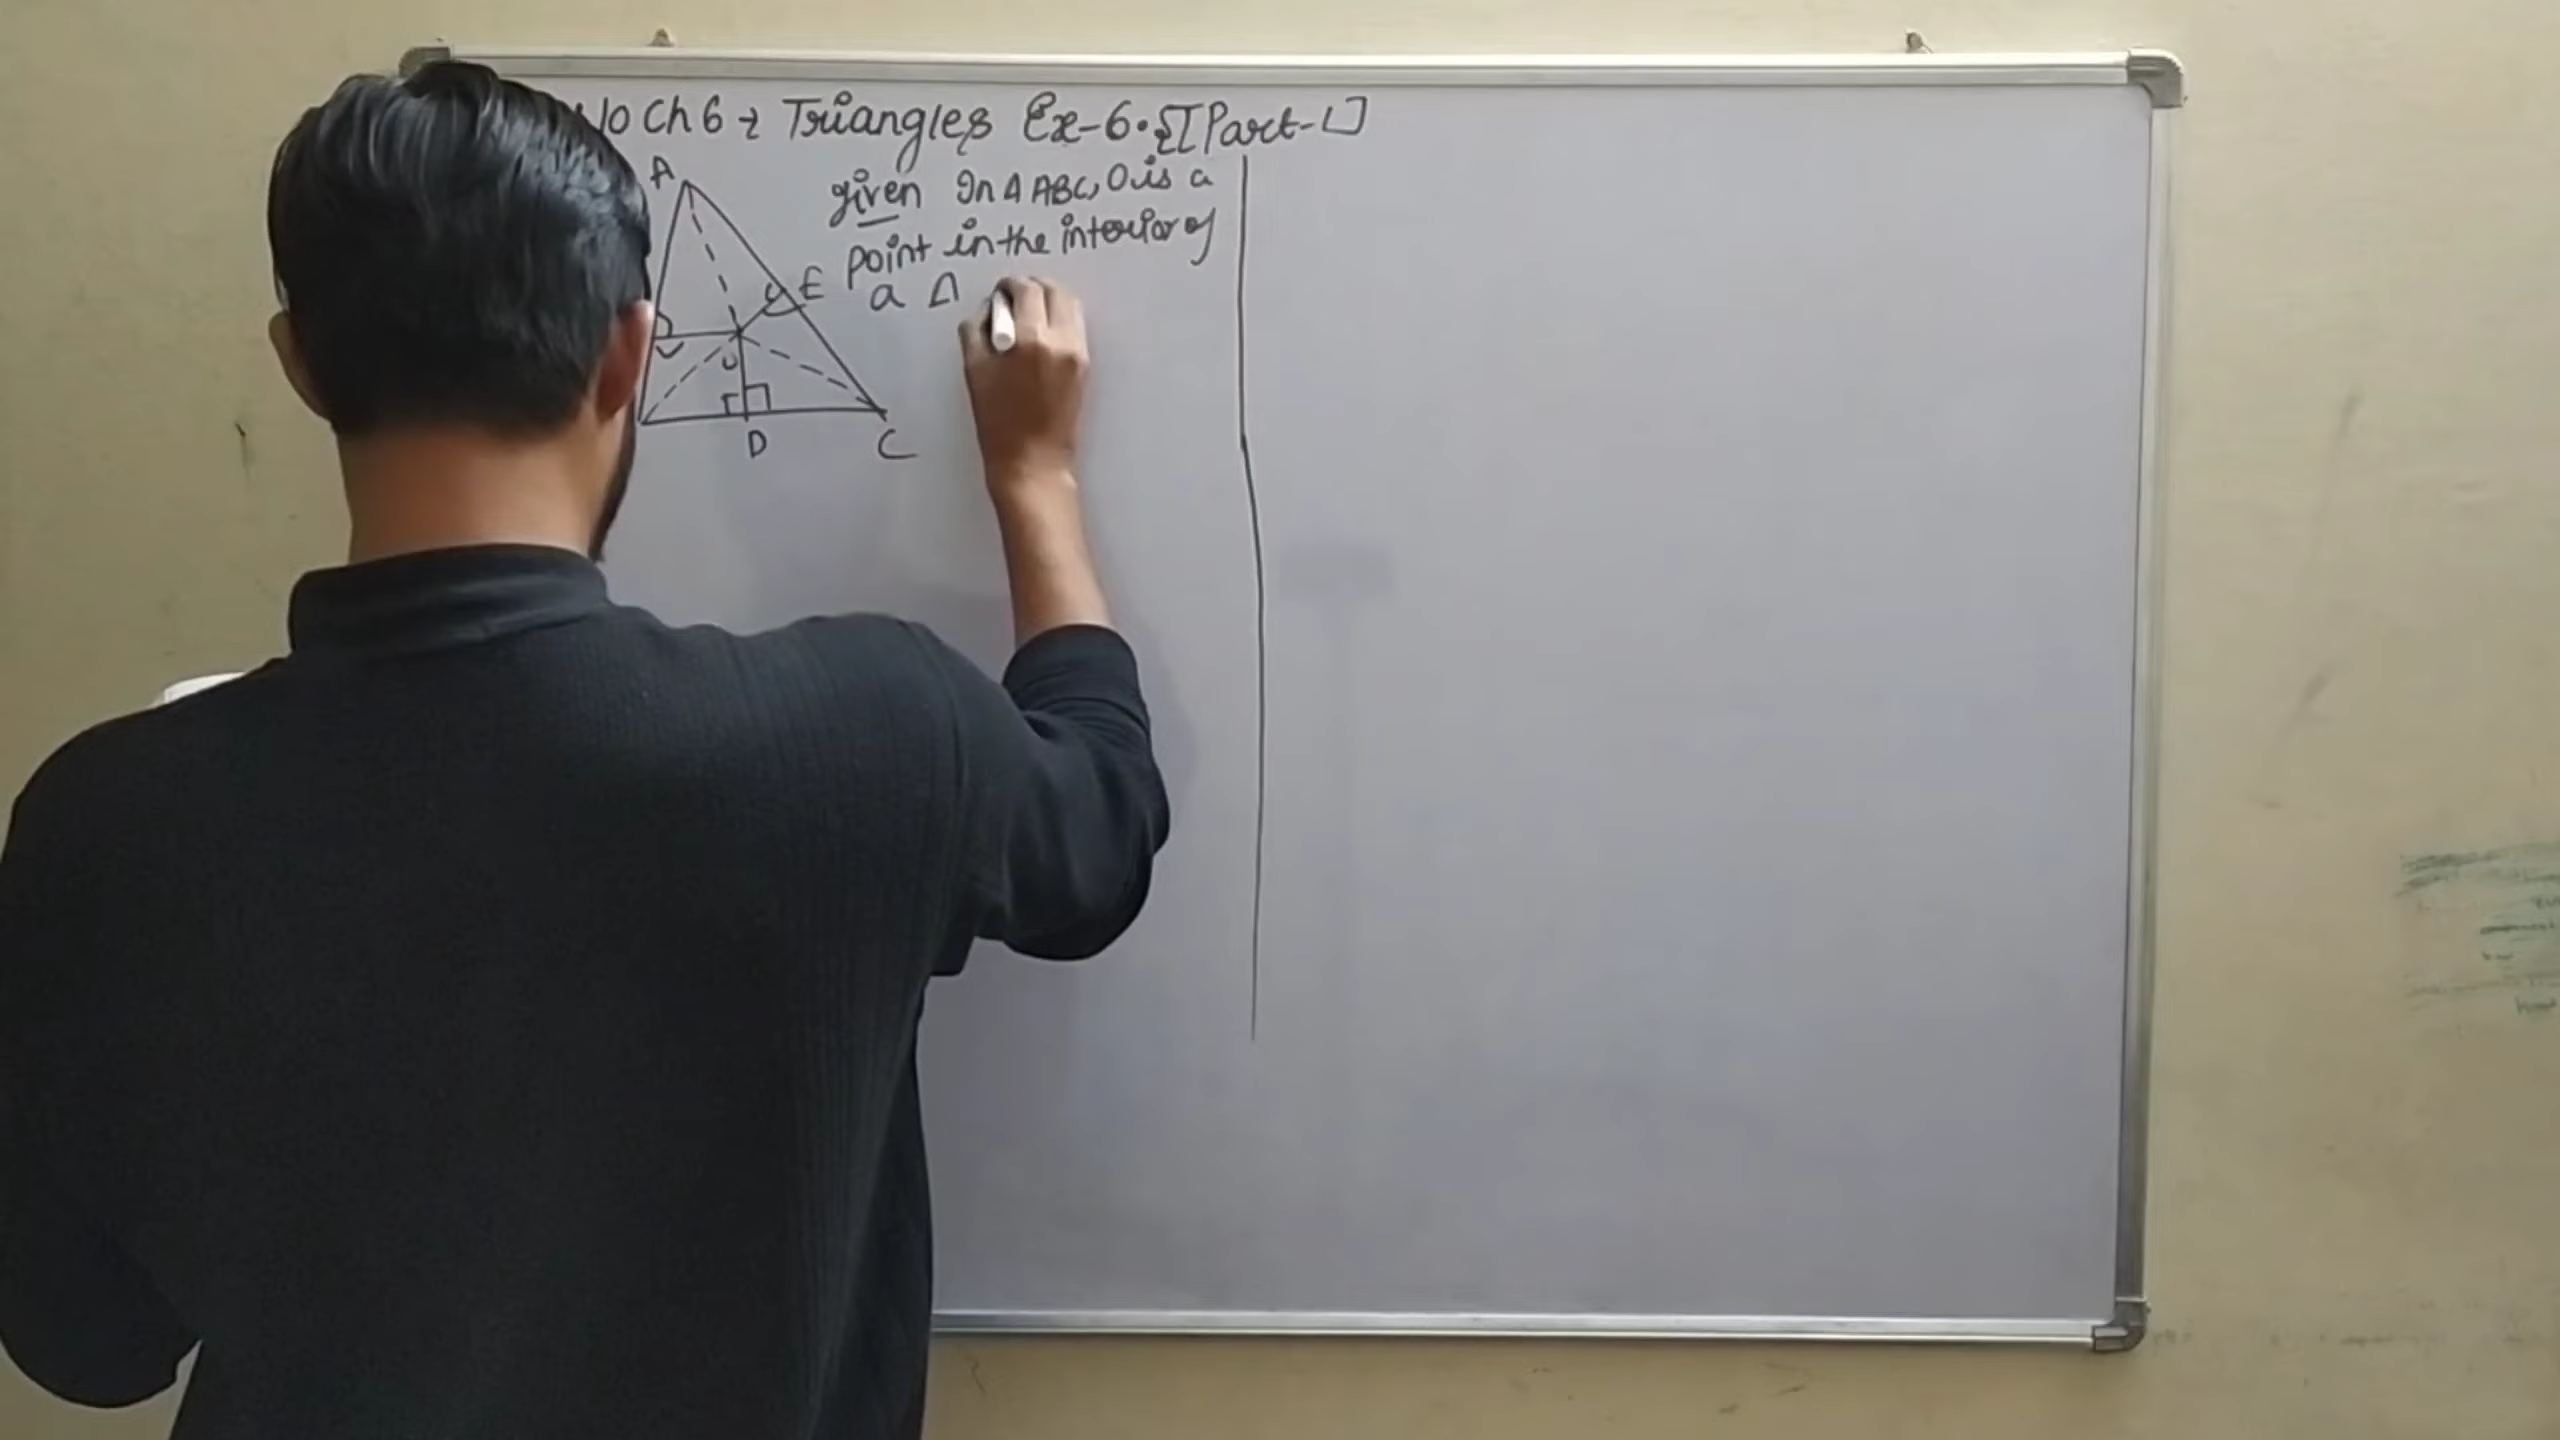 10 Ch 6 → Triangles Ex-6.5 [Part-1]
A
given In Δ ABC, O is a
point in the interior of
E
a Δ
O
D
C